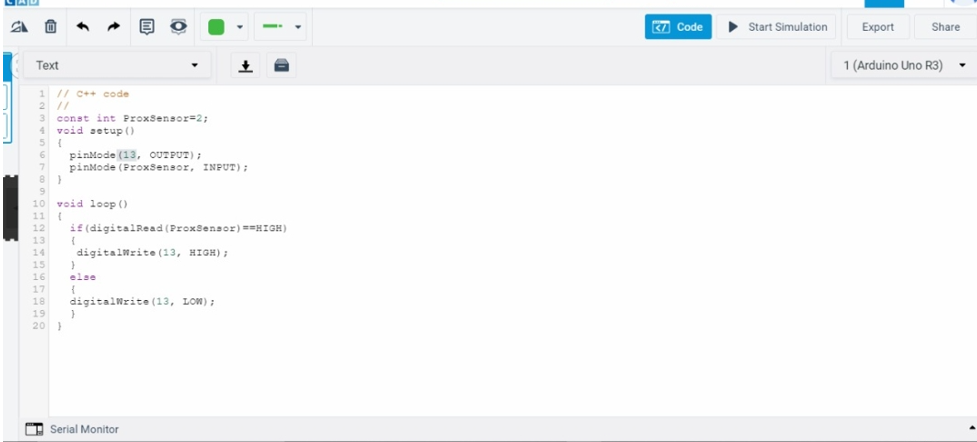 CAD
Code
Start Simulation
Export
Share
Text
1 (Arduino Uno R3)
1 // C++ code
2 //
3 const int ProxSensor=2;
4 void setup()
5 {
6 pinMode(13, OUTPUT);
7 pinMode(ProxSensor, INPUT);
8 }
9
10 void loop()
11 {
12 if(digitalRead(ProxSensor)==HIGH)
13 {
14 digitalWrite(13, HIGH);
15 }
16 else
17 {
18 digitalWrite(13, LOW);
19 }
20 }
Serial Monitor